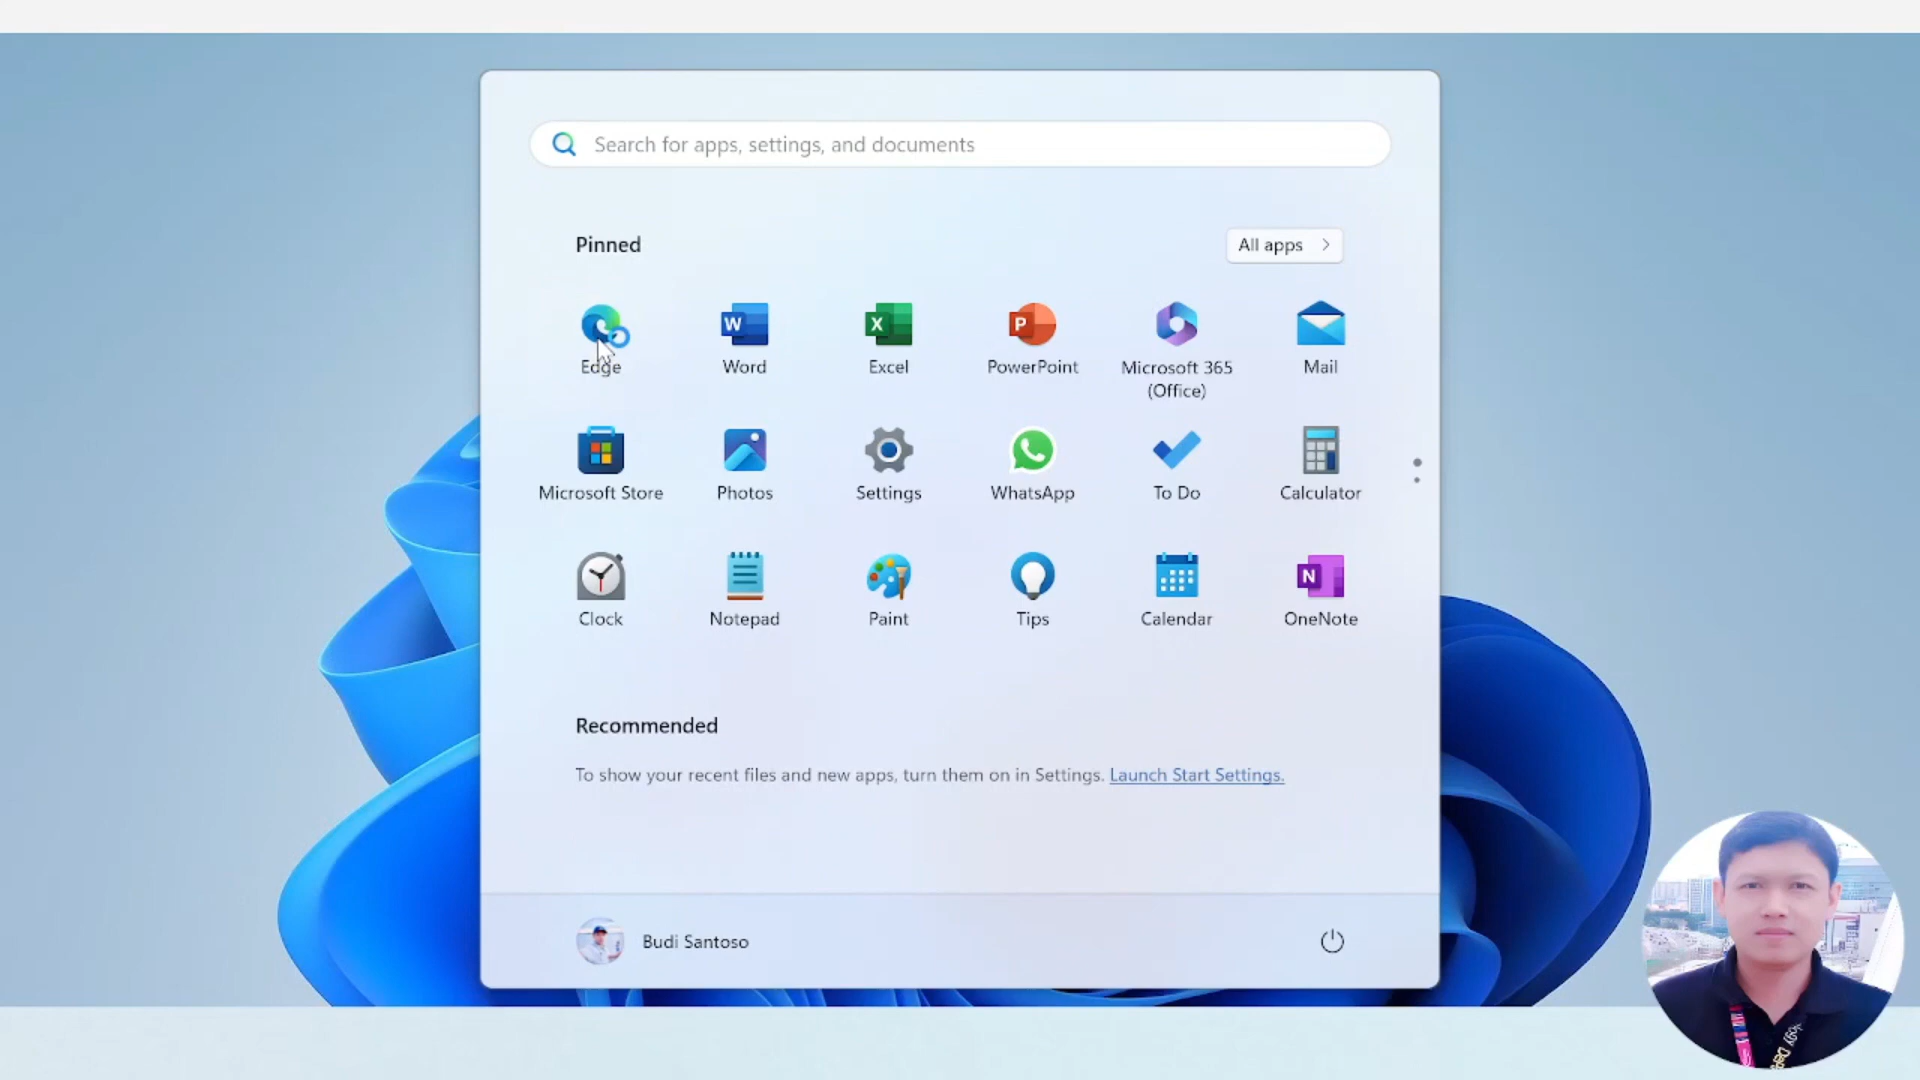 Search for apps, settings, and documents
Pinned
All apps
Edge
Word
Excel
PowerPoint
Microsoft 365
(Office)
Mail
Microsoft Store
Photos
Settings
WhatsApp
To Do
Calculator
Clock
Notepad
Paint
Tips
Calendar
OneNote
Recommended
To show your recent files and new apps, turn them on in Settings. Launch Start Settings.
Budi Santoso